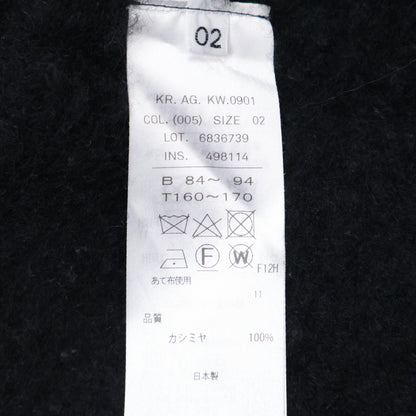 02
KR. AG. KW.0901
COL. (005) SIZE 02
LOT. 6836739
INS. 498114
B 84～ 94
T160～170
F W F12H
あて布使用
11
品質
カシミヤ 100%
日本製